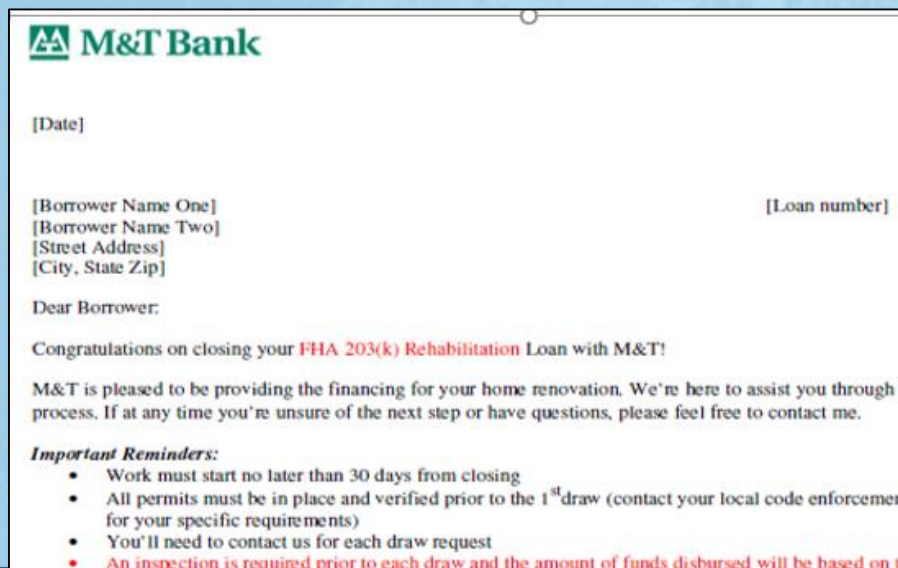 M&T Bank
[Date]
[Borrower Name One] [Loan number]
[Borrower Name Two]
[Street Address]
[City, State Zip]
Dear Borrower:
Congratulations on closing your FHA 203(k) Rehabilitation Loan with M&T!
M&T is pleased to be providing the financing for your home renovation. We're here to assist you through
process. If at any time you're unsure of the next step or have questions, please feel free to contact me.
Important Reminders:
• Work must start no later than 30 days from closing
• All permits must be in place and verified prior to the 1st draw (contact your local code enforcemen
for your specific requirements)
• You'll need to contact us for each draw request
• An inspection is required prior to each draw and the amount of funds disbursed will be based on